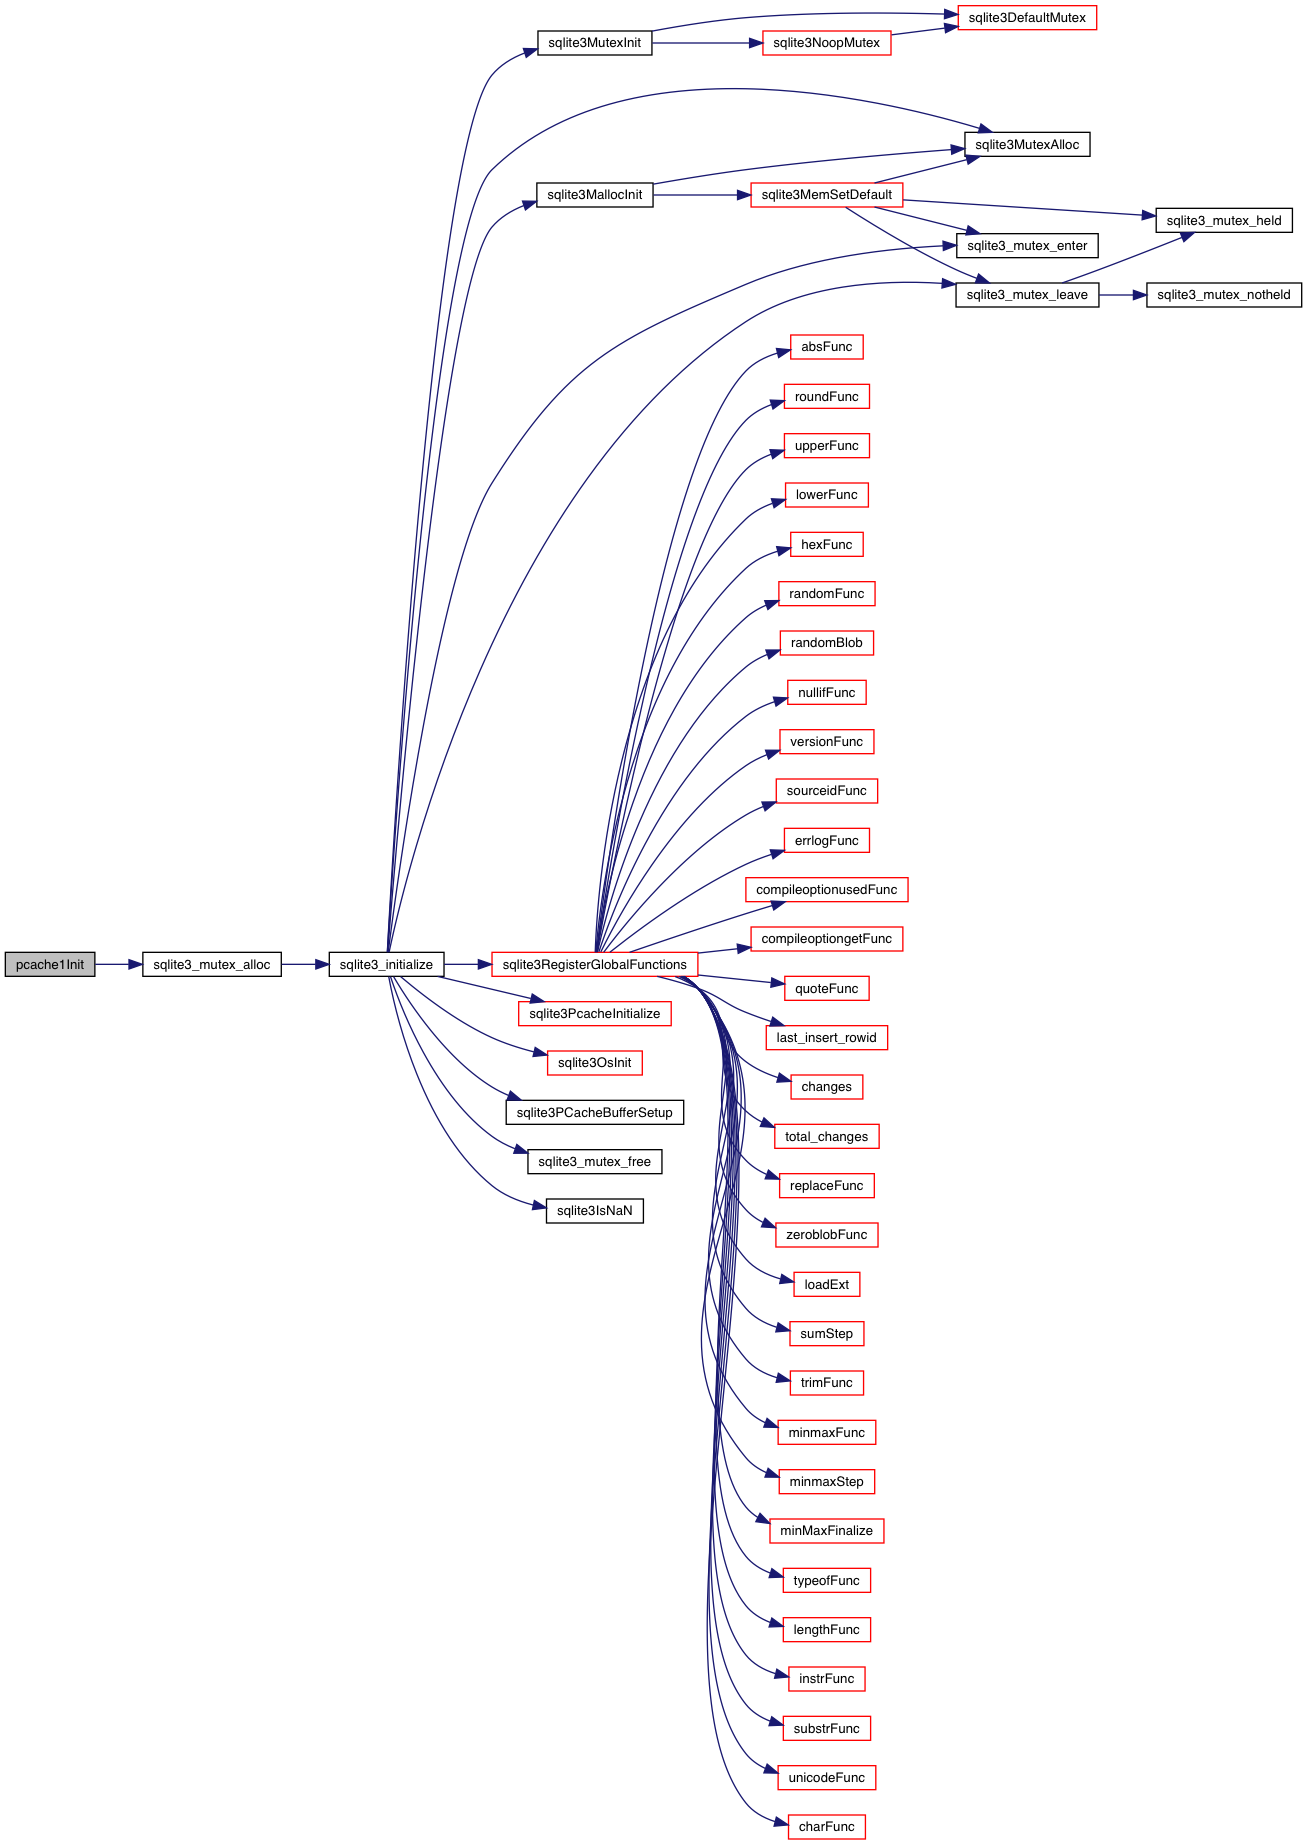 sqlite3DefaultMutex
sqlite3MutexInit
sqlite3NoopMutex
sqlite3MutexAlloc
sqlite3MallocInit
sqlite3MemSetDefault
sqlite3_mutex_held
sqlite3_mutex_enter
sqlite3_mutex_leave
sqlite3_mutex_notheld
absFunc
roundFunc
upperFunc
lowerFunc
hexFunc
randomFunc
randomBlob
nullifFunc
versionFunc
sourceidFunc
errlogFunc
compileoptionusedFunc
compileoptiongetFunc
pcache1Init
sqlite3_mutex_alloc
sqlite3_initialize
sqlite3RegisterGlobalFunctions
quoteFunc
sqlite3PcacheInitialize
last_insert_rowid
sqlite3OsInit
changes
sqlite3PCacheBufferSetup
total_changes
sqlite3_mutex_free
replaceFunc
sqlite3IsNaN
zeroblobFunc
loadExt
sumStep
trimFunc
minmaxFunc
minmaxStep
minMaxFinalize
typeofFunc
lengthFunc
instrFunc
substrFunc
unicodeFunc
charFunc